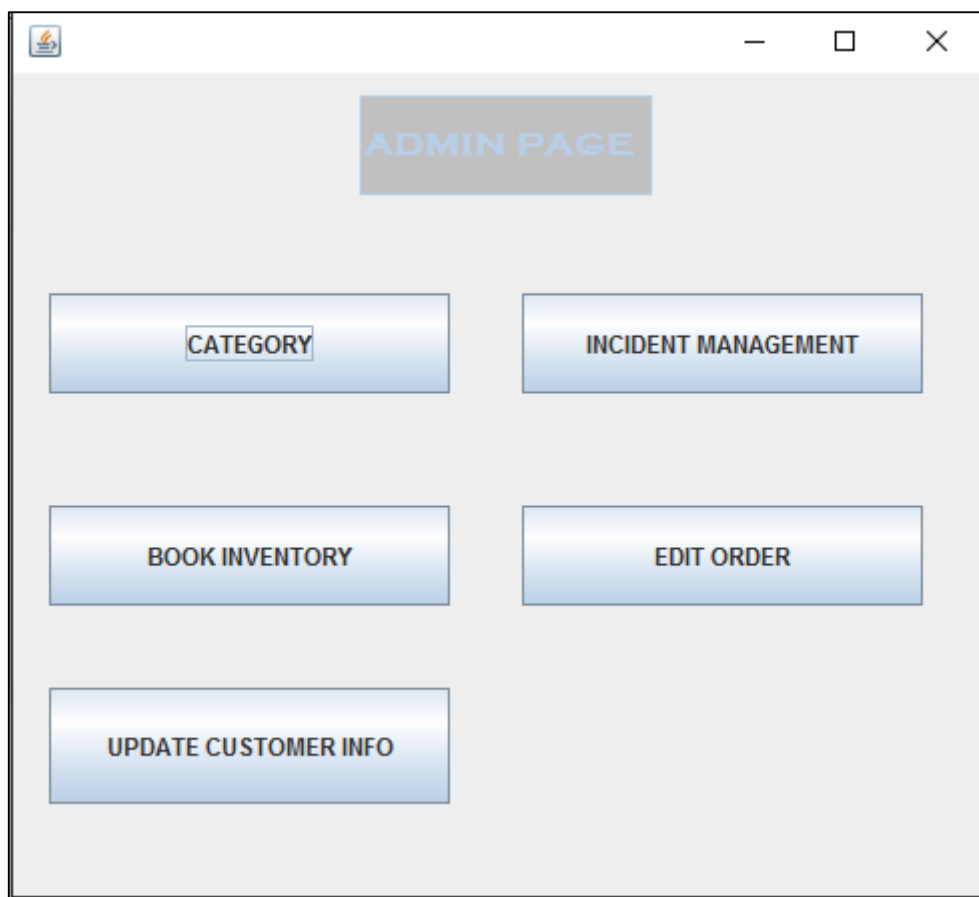 ADMIN PAGE
CATEGORY
INCIDENT MANAGEMENT
BOOK INVENTORY
EDIT ORDER
UPDATE CUSTOMER INFO